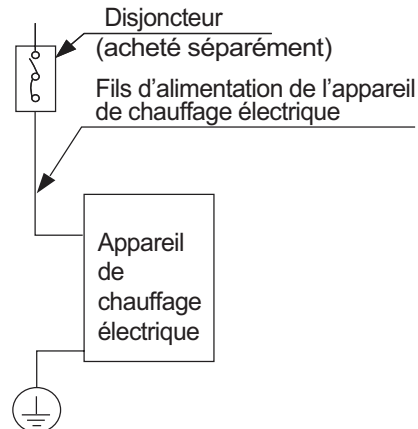 Disjoncteur
(acheté séparément)
Fils d’alimentation de l’appareil
de chauffage électrique
Appareil
de
chauffage
électrique